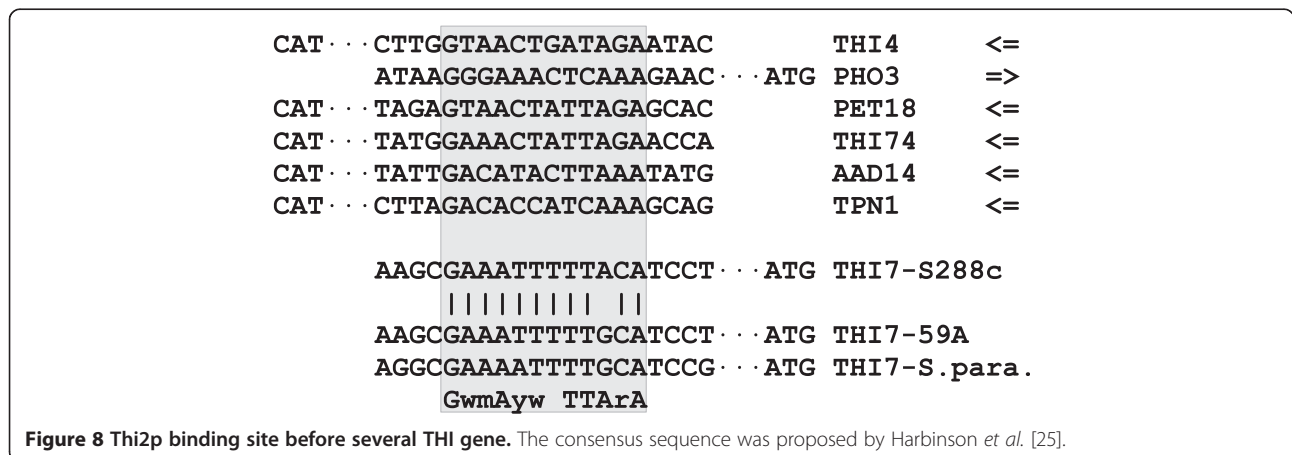 CAT···CTTGGTAACTGATAGAATAC THI4 <=
ATAAGGGAAACTCAAAGAAC···ATG PHO3 =>
CAT···TAGAGTAACTATTAGAGCAC PET18 <=
CAT···TATGGAAACTATTAGAACCA THI74 <=
CAT···TATTGACATACTTAAATATG AAD14 <=
CAT···CTTAGACACCATCAAAGCAG TPN1 <=
AAGCGAAATTTTTACATCCT···ATG THI7-S288c
||||||||| ||
AAGCGAAATTTTTGCATCCT···ATG THI7-59A
AGGCGAAAATTTTGCATCCG···ATG THI7-S.para.
GwmAyw TTArA
Figure 8 Thi2p binding site before several THI gene. The consensus sequence was proposed by Harbinson et al. [25].